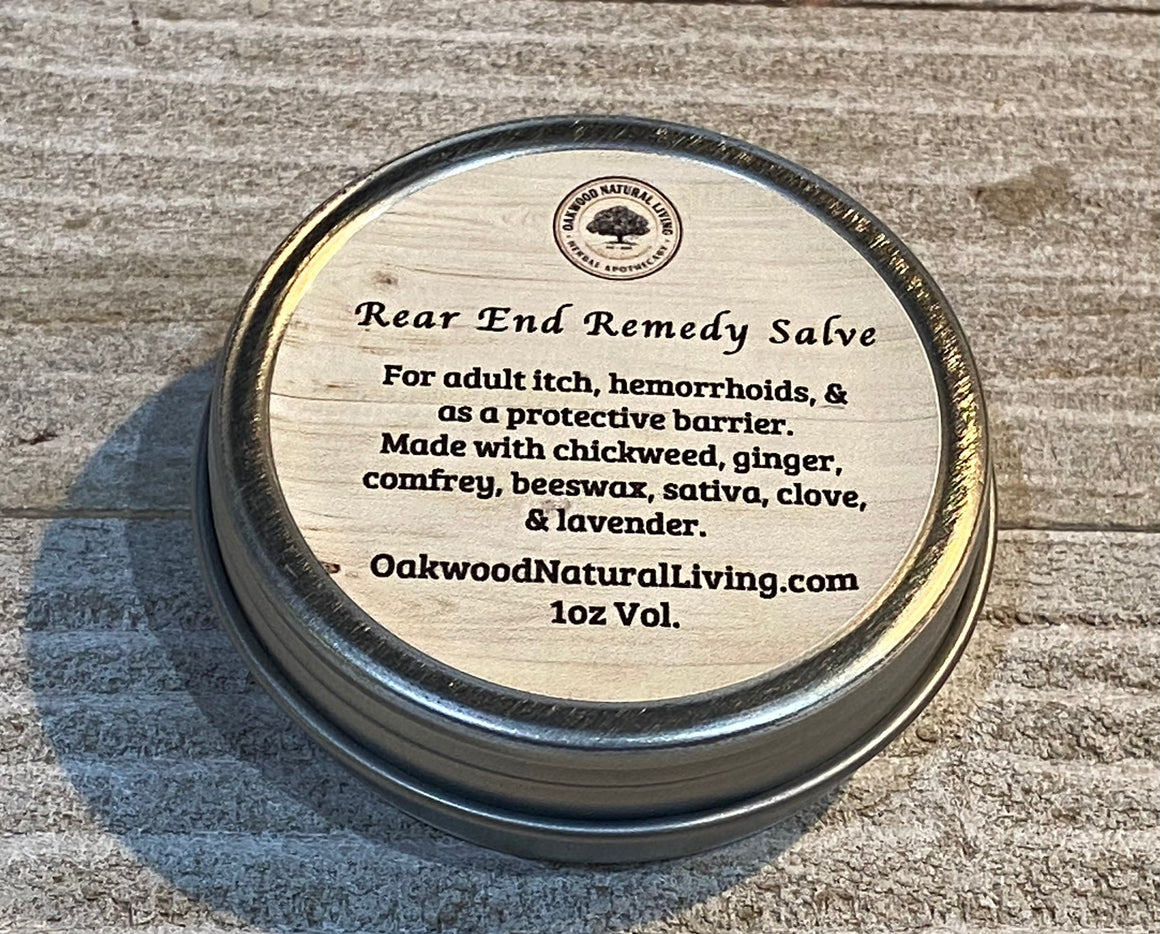 OAKWOOD NATURAL LIVING
HERBAL APOTHECARY
Rear End Remedy Salve
For adult itch, hemorrhoids, &
as a protective barrier.
Made with chickweed, ginger,
comfrey, beeswax, sativa, clove,
& lavender.
OakwoodNaturalLiving.com
1oz Vol.